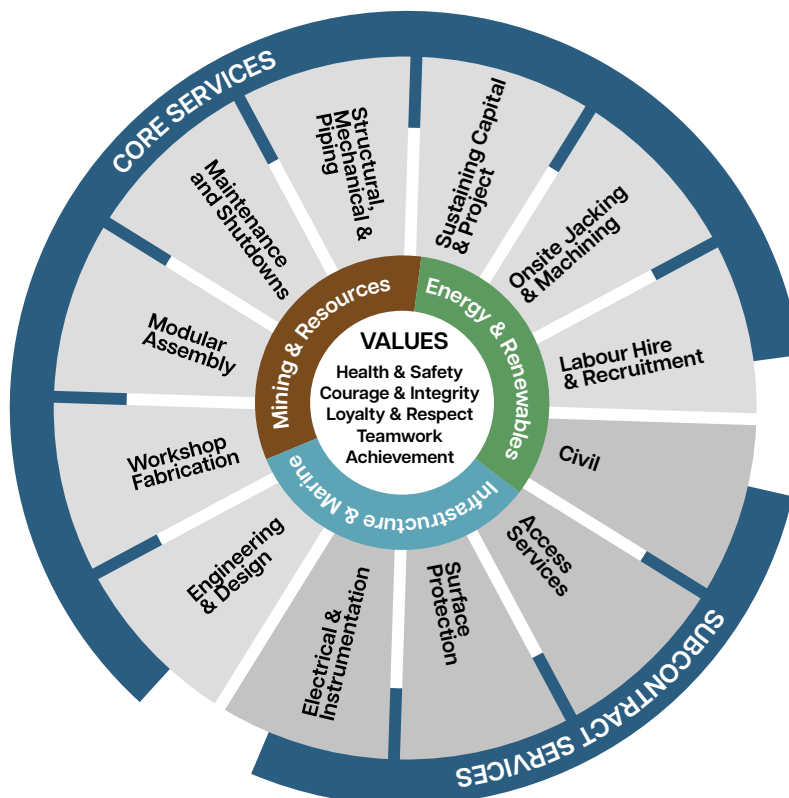 CORE SERVICES
Structural,
Mechanical &
Piping
Sustaining Capital
& Project
Onsite Jacking
& Machining
Labour Hire
& Recruitment
Civil
Access
Services
Surface
Protection
Electrical &
Instrumentation
Engineering
& Design
Workshop
Fabrication
Modular
Assembly
Maintenance
and Shutdowns
SUBCONTRACT SERVICES
Mining & Resources
Energy & Renewables
Infrastructure & Marine
VALUES
Health & Safety
Courage & Integrity
Loyalty & Respect
Teamwork
Achievement